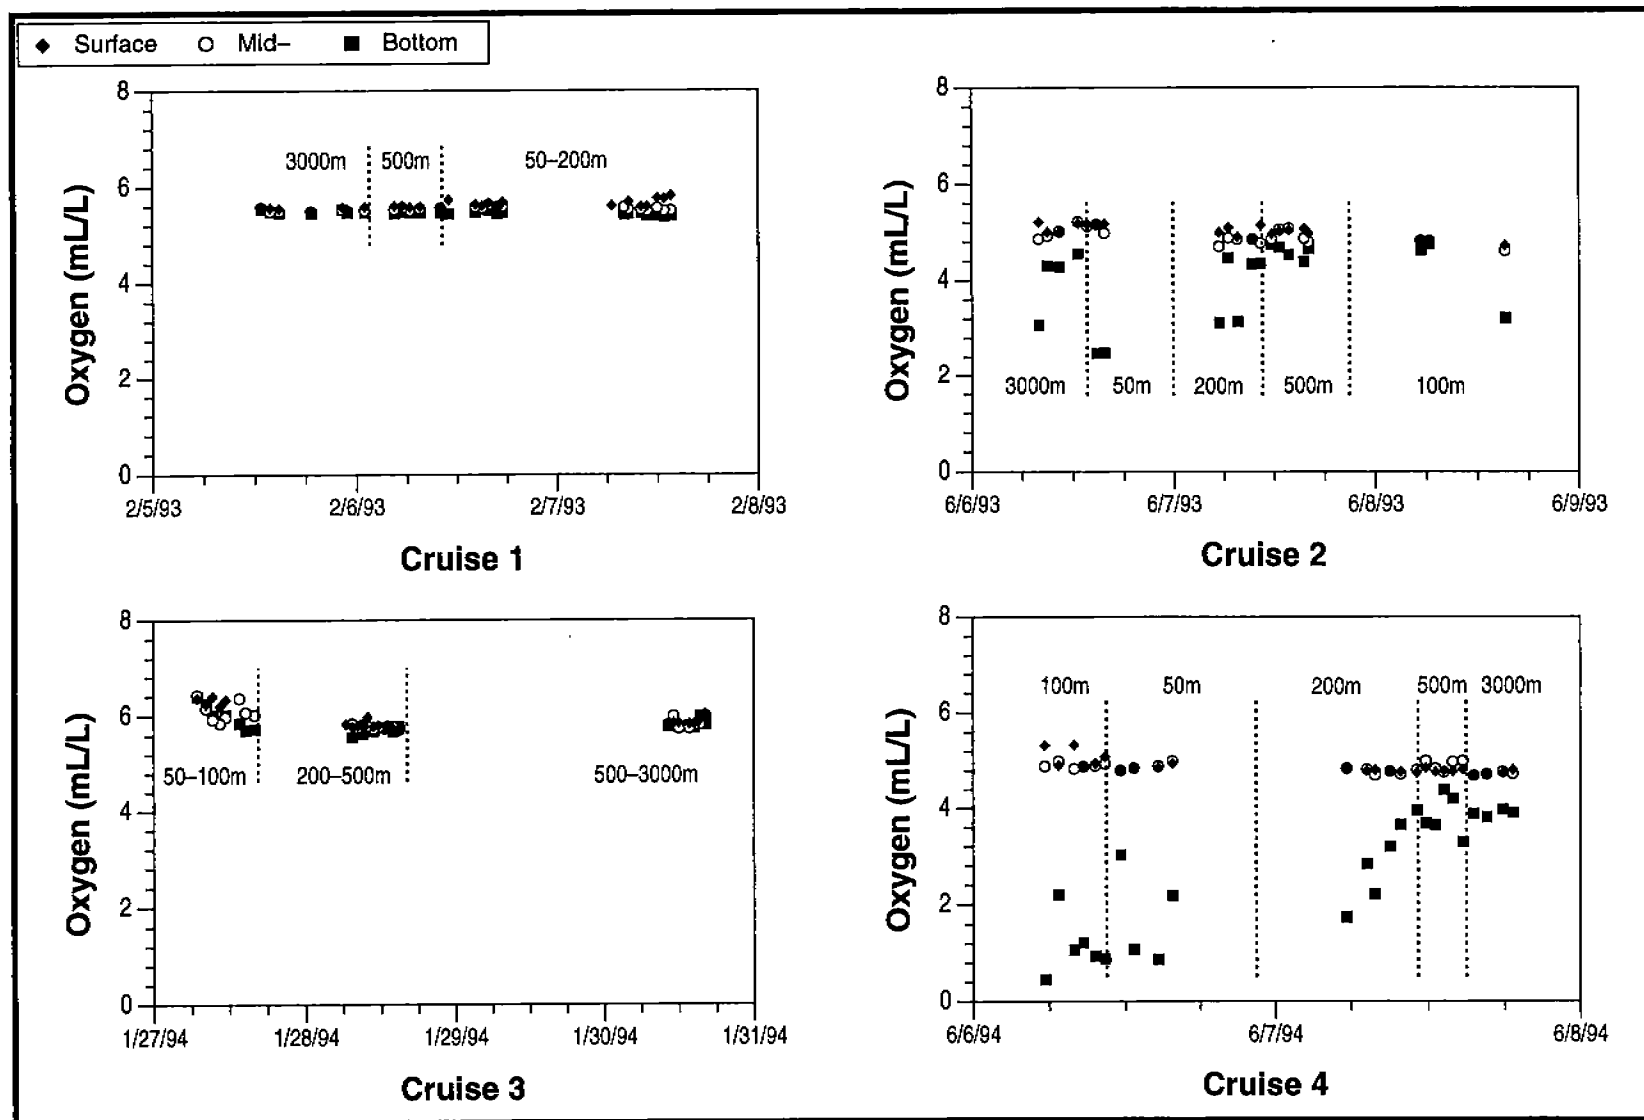 Surface Mid– Bottom
8
6
4
2
0
Oxygen (mL/L)
3000m 500m 50–200m
2/5/93 2/6/93 2/7/93 2/8/93
Cruise 1
8
6
4
2
0
Oxygen (mL/L)
3000m 50m 200m 500m 100m
6/6/93 6/7/93 6/8/93 6/9/93
Cruise 2
8
6
4
2
0
Oxygen (mL/L)
50–100m 200–500m 500–3000m
1/27/94 1/28/94 1/29/94 1/30/94 1/31/94
Cruise 3
8
6
4
2
0
Oxygen (mL/L)
100m 50m 200m 500m 3000m
6/6/94 6/7/94 6/8/94
Cruise 4